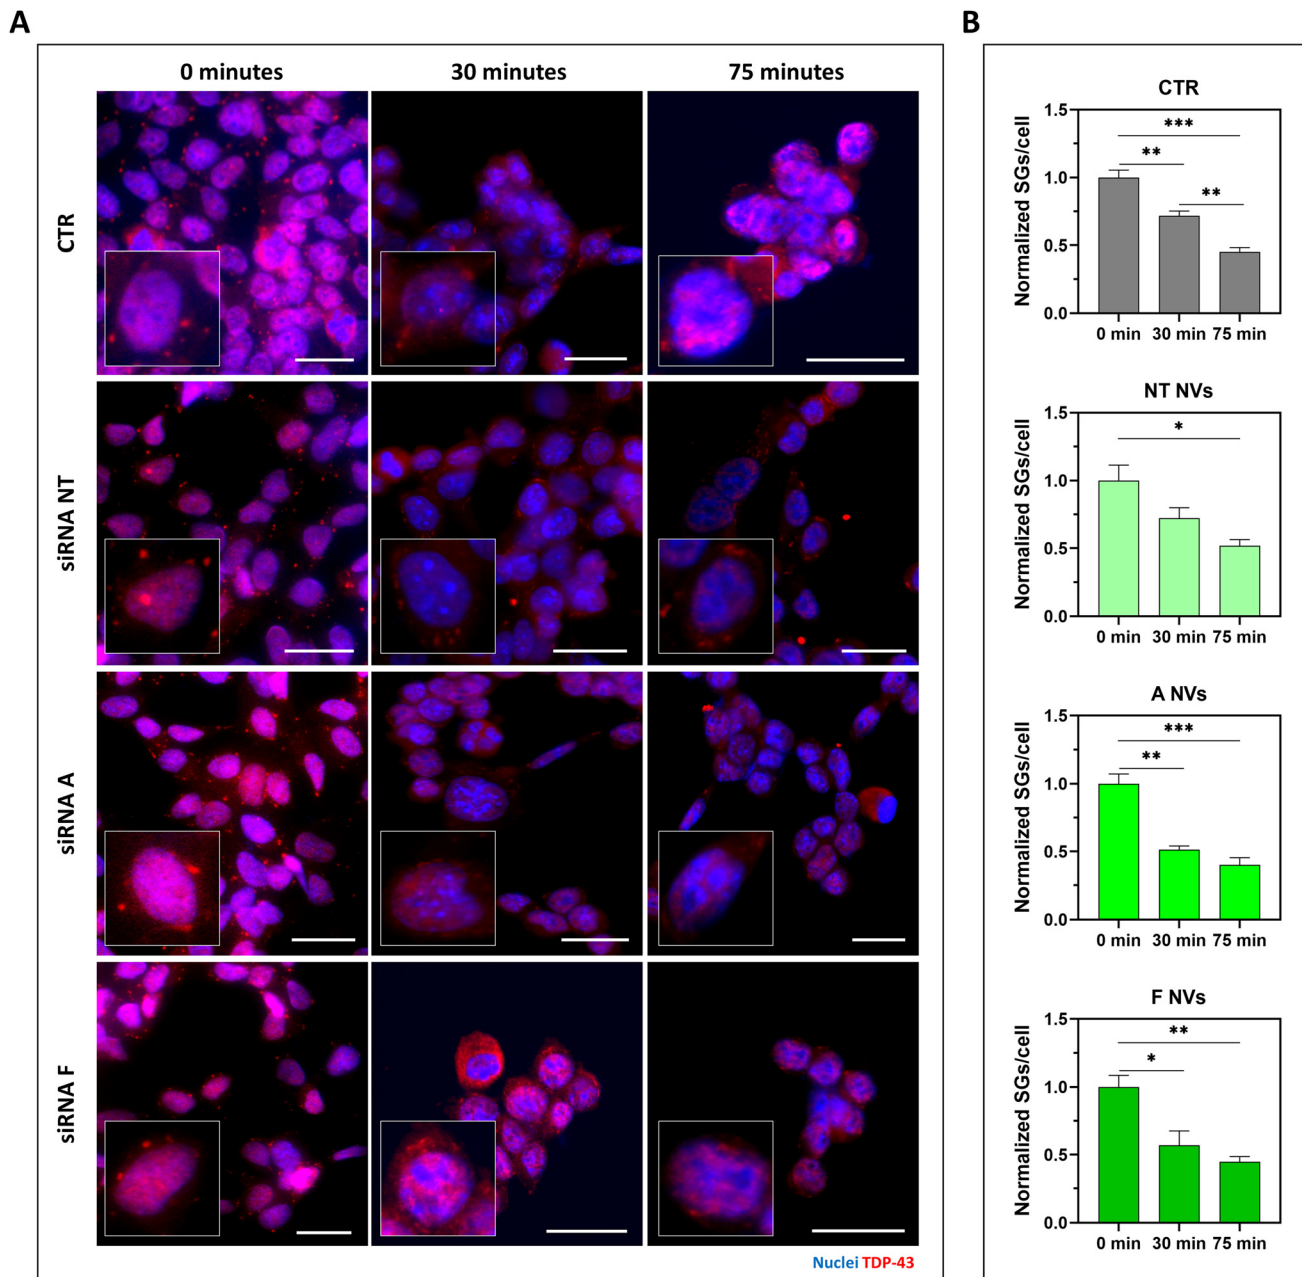 A
0 minutes
30 minutes
75 minutes
CTR
siRNA NT
siRNA A
siRNA F
Nuclei TDP-43
B
CTR
Normalized SGs/cell
1.5
1.0
0.5
0.0
***
**
**
0 min 30 min 75 min
NT NVs
Normalized SGs/cell
1.5
1.0
0.5
0.0
*
0 min 30 min 75 min
A NVs
Normalized SGs/cell
1.5
1.0
0.5
0.0
***
**
0 min 30 min 75 min
F NVs
Normalized SGs/cell
1.5
1.0
0.5
0.0
**
*
0 min 30 min 75 min